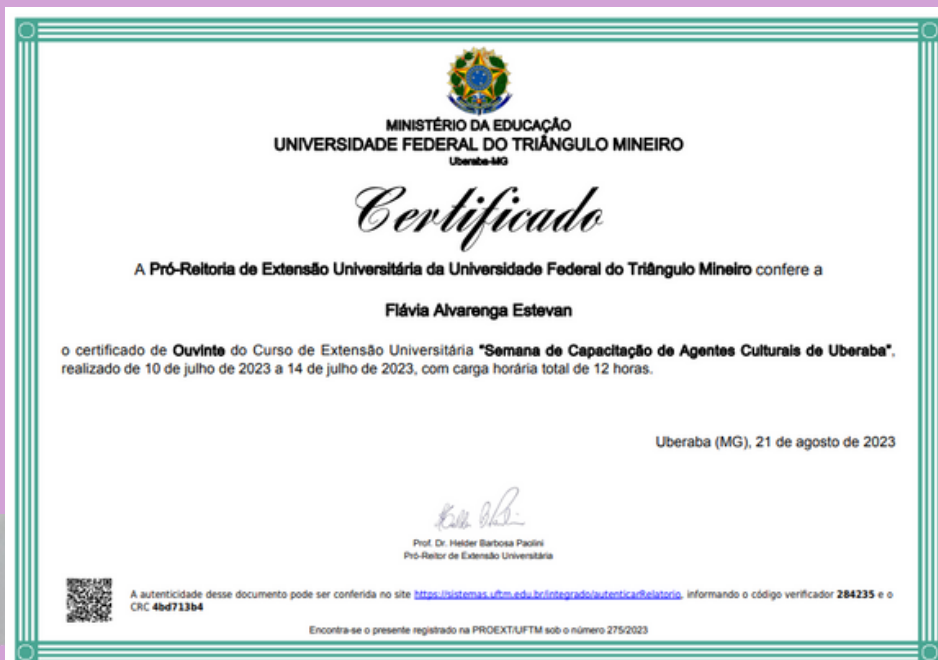 MINISTÉRIO DA EDUCAÇÃO
UNIVERSIDADE FEDERAL DO TRIÂNGULO MINEIRO
Uberaba-MG
Certificado
A Pró-Reitoria de Extensão Universitária da Universidade Federal do Triângulo Mineiro confere a
Flávia Alvarenga Estevan
o certificado de Ouvinte do Curso de Extensão Universitária "Semana de Capacitação de Agentes Culturais de Uberaba",
realizado de 10 de julho de 2023 a 14 de julho de 2023, com carga horária total de 12 horas.
Uberaba (MG), 21 de agosto de 2023
Prof. Dr. Helder Barbosa Paolini
Pró-Reitor de Extensão Universitária
A autenticidade desse documento pode ser conferida no site https://sistemas.uftm.edu.br/integrado/autenticarRelatorio, informando o código verificador 284235 e o
CRC 4bd713b4
Encontra-se o presente registrado na PROEXT/UFTM sob o número 275/2023